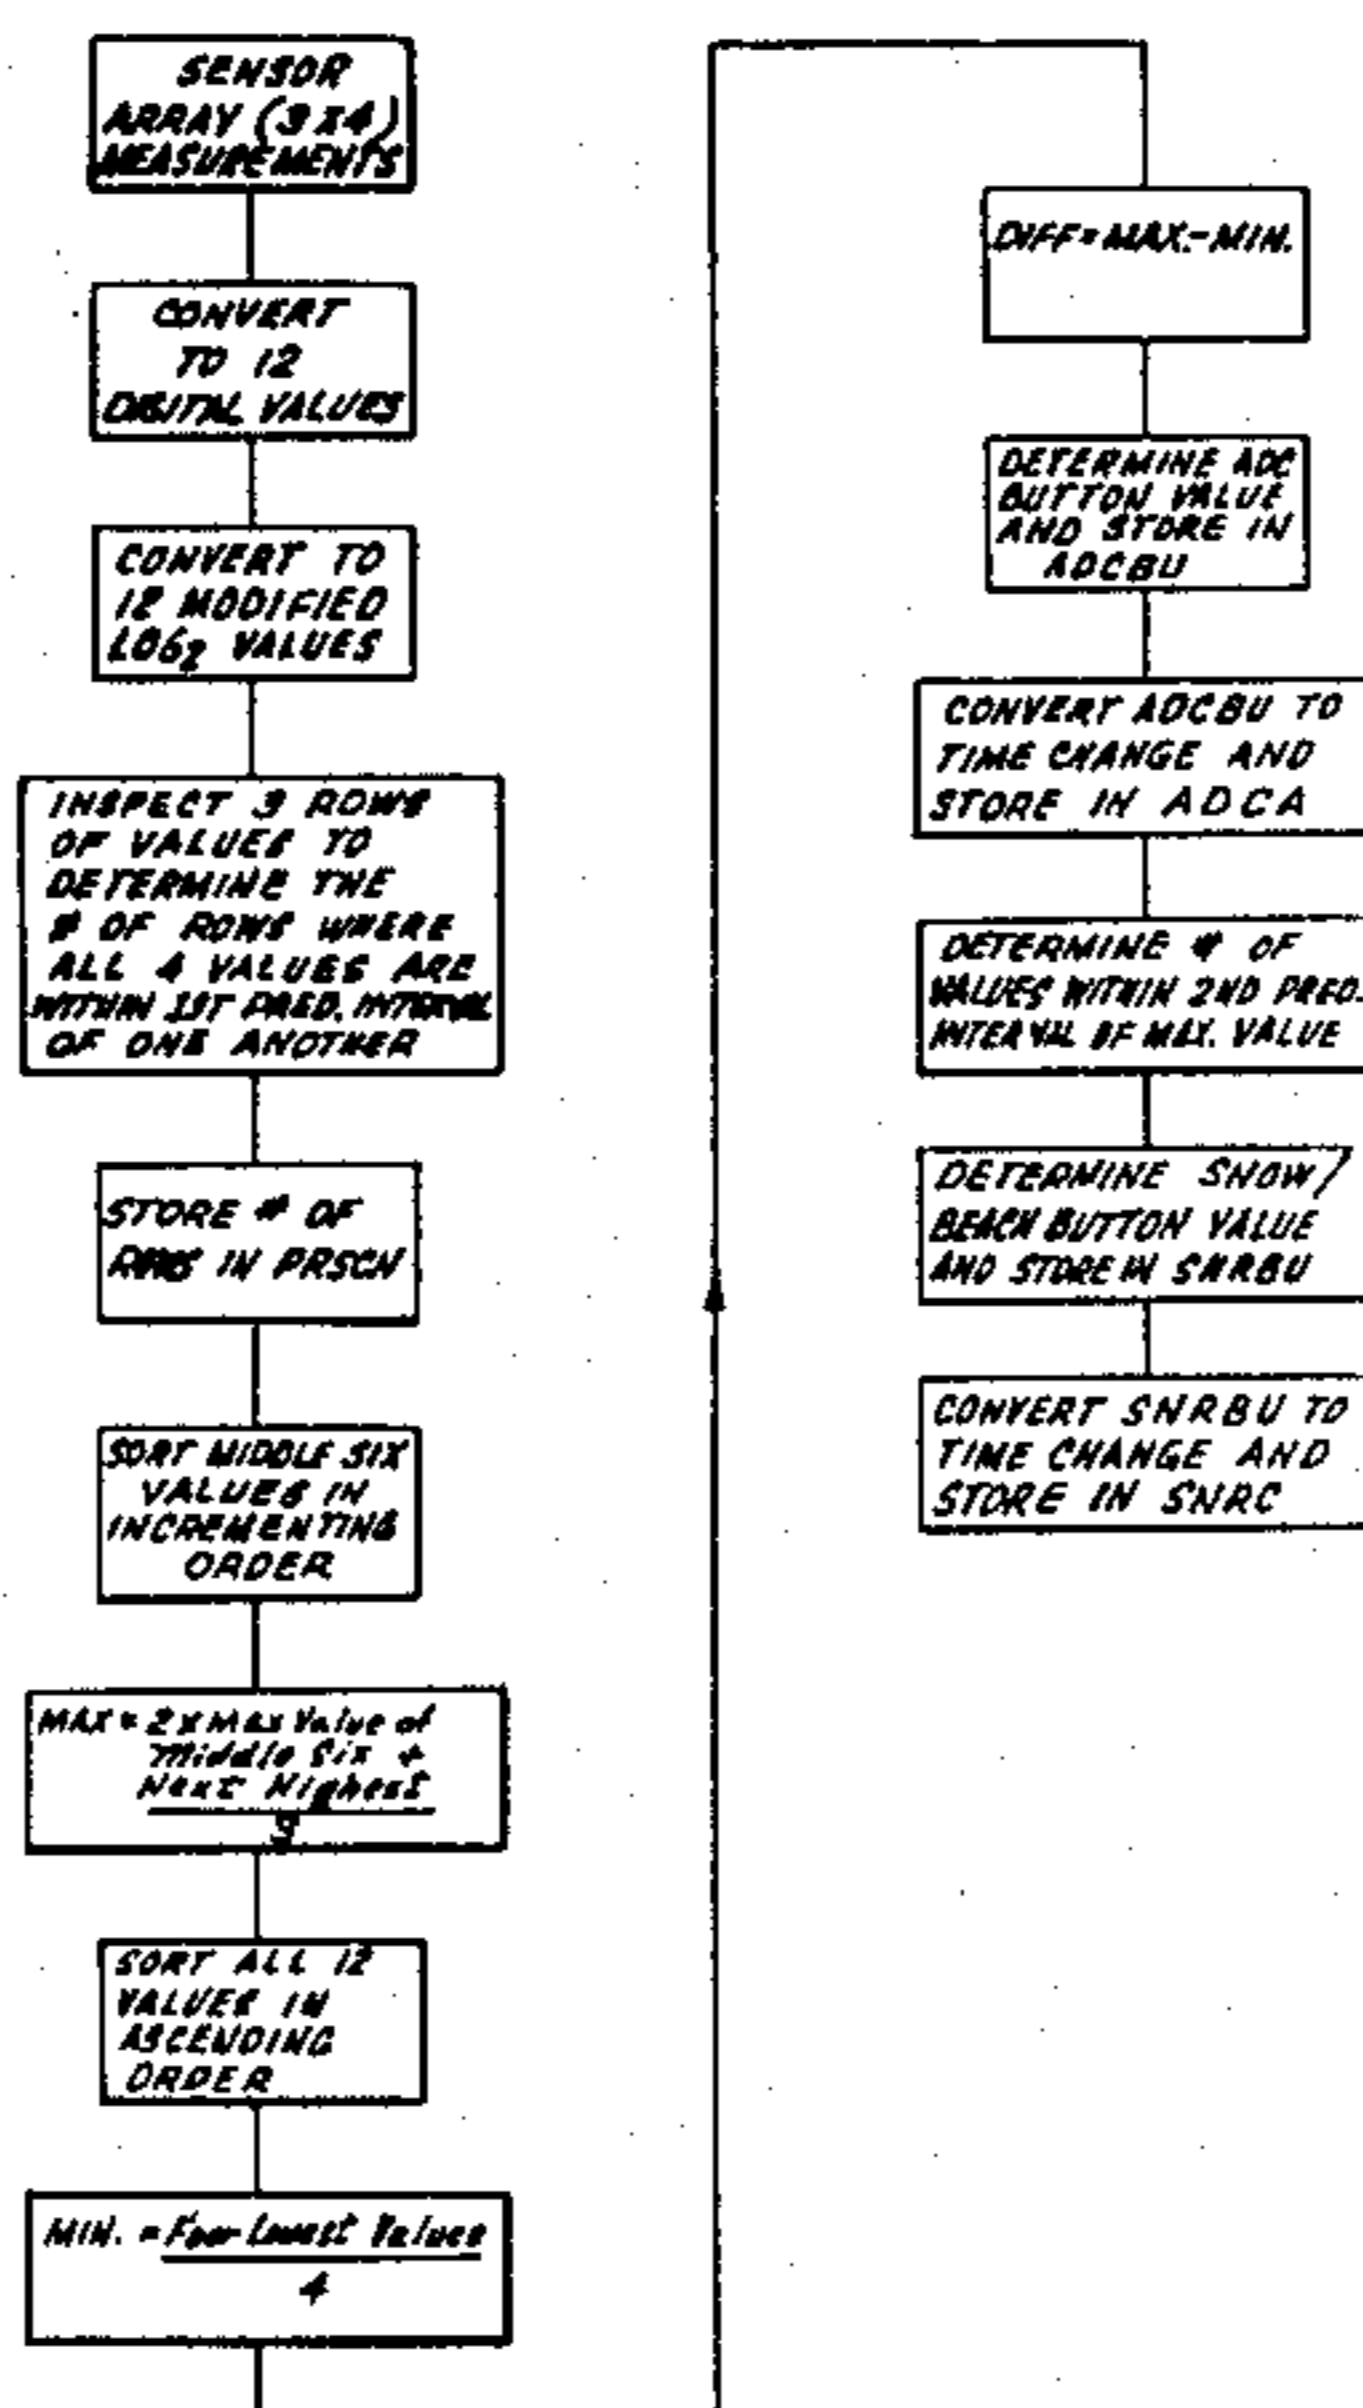 SENSOR
ARRAY (3X4)
MEASUREMENTS
CONVERT
TO 12
DIGITAL VALUES
CONVERT TO
12 MODIFIED
LOG2 VALUES
INSPECT 3 ROWS
OF VALUES TO
DETERMINE THE
# OF ROWS WHERE
ALL 4 VALUES ARE
WITHIN 1ST PRED. INTERVAL
OF ONE ANOTHER
STORE # OF
ROWS IN PRSCN
SORT MIDDLE SIX
VALUES IN
INCREMENTING
ORDER
MAX = 2 x Max Value of
Middle Six +
Next Highest
3
SORT ALL 12
VALUES IN
ASCENDING
ORDER
MIN. = Four Lowest Values
4
DIFF = MAX.-MIN.
DETERMINE ADC
BUTTON VALUE
AND STORE IN
ADCBU
CONVERT ADCBU TO
TIME CHANGE AND
STORE IN ADCA
DETERMINE # OF
VALUES WITHIN 2ND PRED.
INTERVAL OF MAX. VALUE
DETERMINE SNOW/
BEACH BUTTON VALUE
AND STORE IN SNRBU
CONVERT SNRBU TO
TIME CHANGE AND
STORE IN SNRC